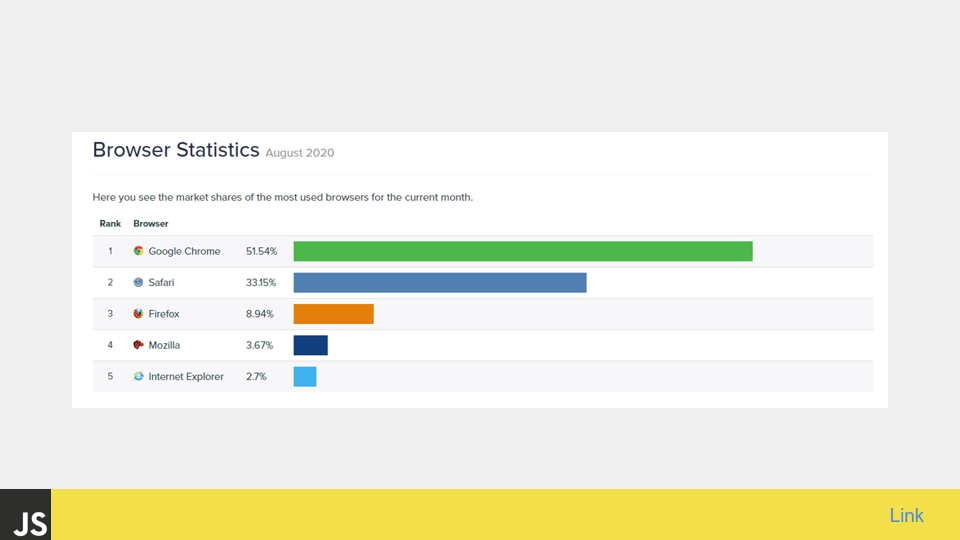 Browser Statistics August 2020
Here you see the market shares of the most used browsers for the current month.
Rank Browser
1 Google Chrome 51.54%
2 Safari 33.15%
3 Firefox 8.94%
4 Mozilla 3.67%
5 Internet Explorer 2.7%
JS
Link